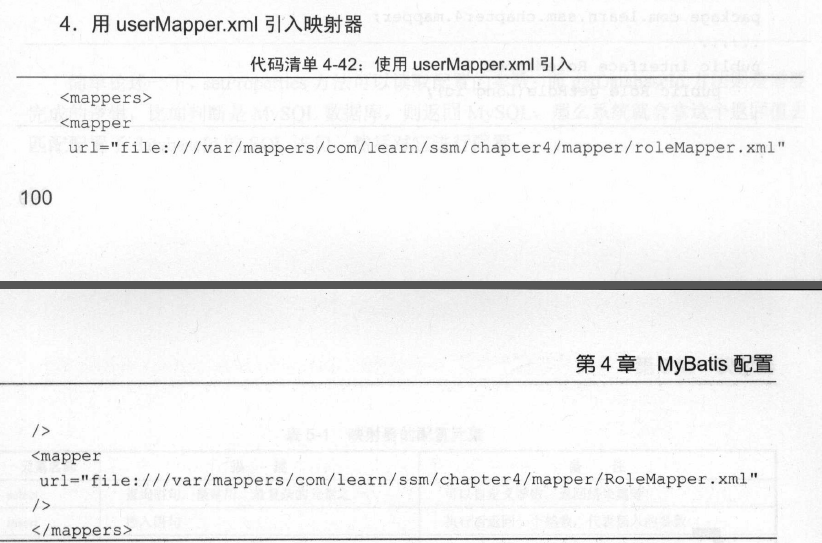 4. 用 userMapper.xml 引入映射器
代码清单 4-42：使用 userMapper.xml 引入
<mappers>
<mapper
url="file:///var/mappers/com/learn/ssm/chapter4/mapper/roleMapper.xml"
100
第 4 章 MyBatis 配置
/>
<mapper
url="file:///var/mappers/com/learn/ssm/chapter4/mapper/RoleMapper.xml"
/>
</mappers>